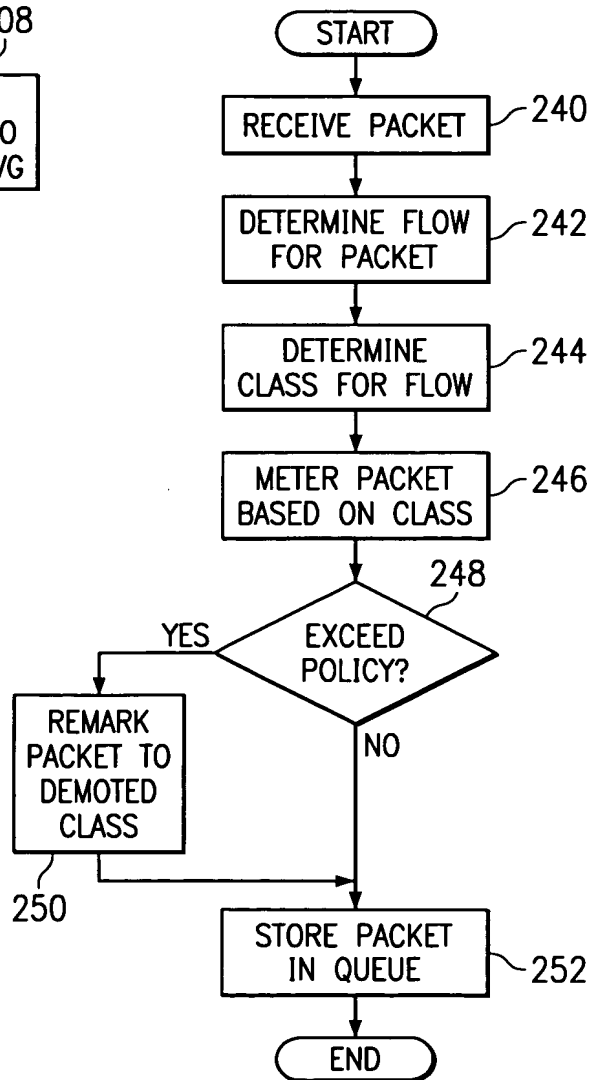 08
O
/G
START
RECEIVE PACKET
240
DETERMINE FLOW
FOR PACKET
242
DETERMINE
CLASS FOR FLOW
244
METER PACKET
BASED ON CLASS
246
248
EXCEED
POLICY?
YES
NO
REMARK
PACKET TO
DEMOTED
CLASS
250
STORE PACKET
IN QUEUE
252
END